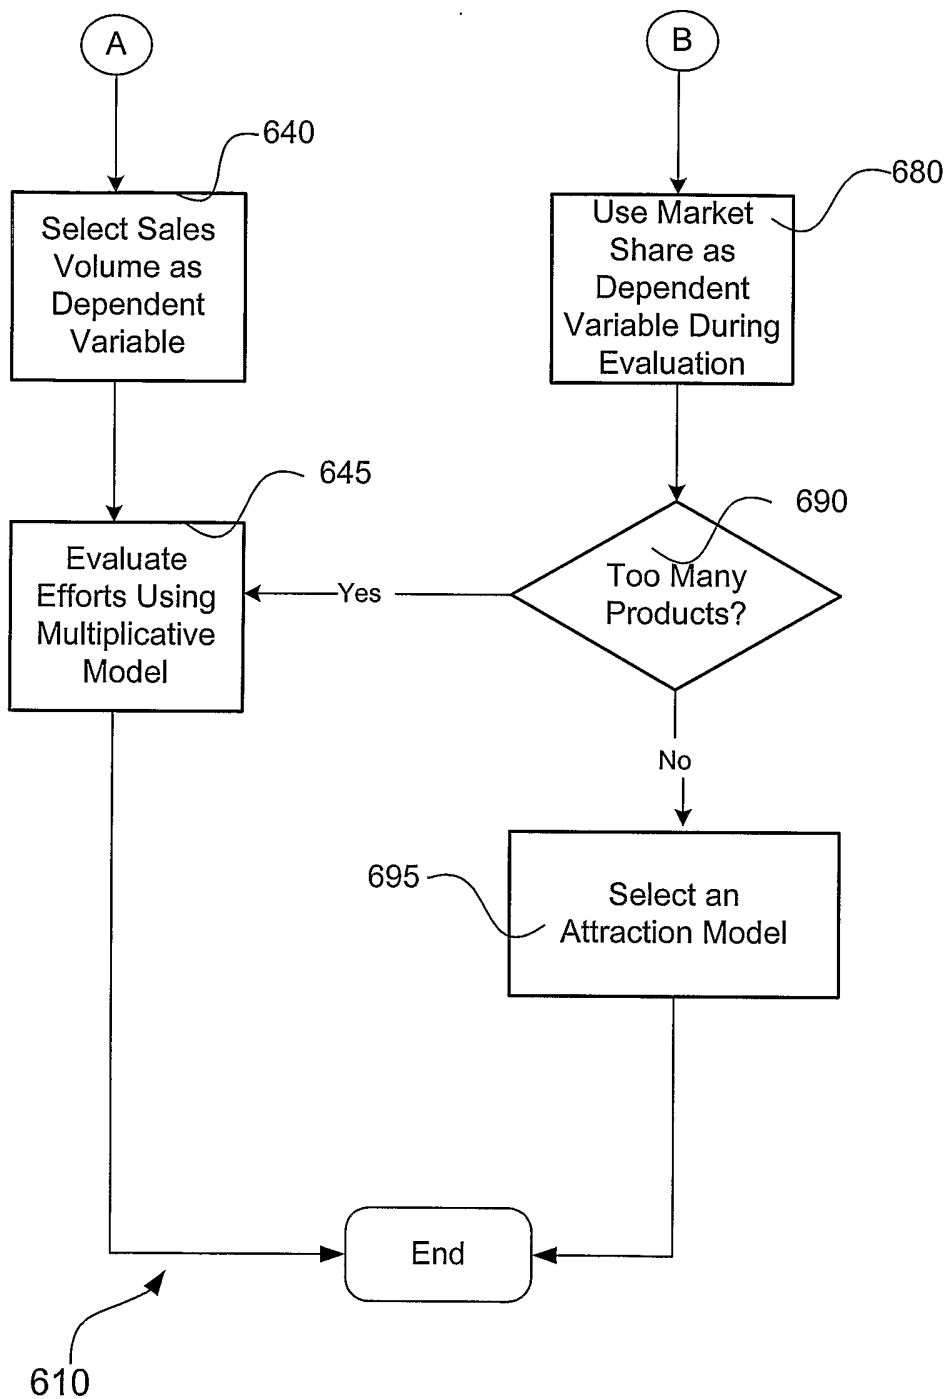 A
B
640
680
Select Sales
Volume as
Dependent
Variable
Use Market
Share as
Dependent
Variable During
Evaluation
645
690
Evaluate
Efforts Using
Multiplicative
Model
Yes
Too Many
Products?
No
695
Select an
Attraction Model
End
610